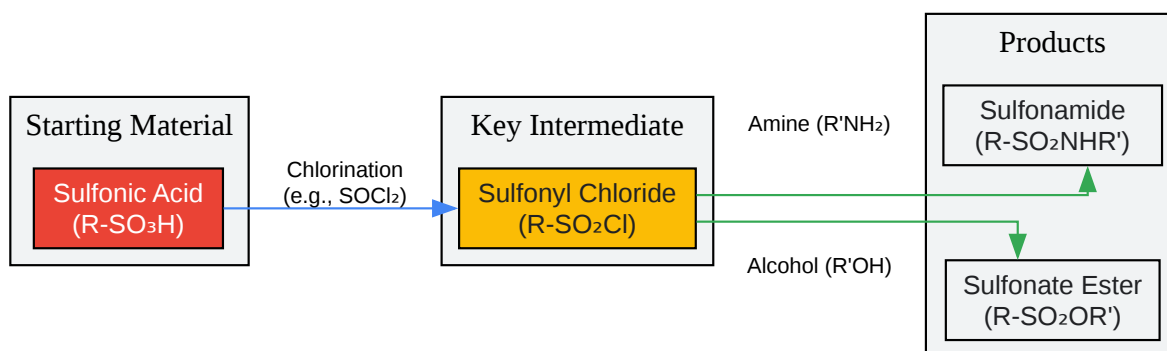 Starting Material
Sulfonic Acid
(R-SO₃H)
Chlorination
(e.g., SOCl₂)
Key Intermediate
Sulfonyl Chloride
(R-SO₂Cl)
Amine (R'NH₂)
Alcohol (R'OH)
Products
Sulfonamide
(R-SO₂NHR')
Sulfonate Ester
(R-SO₂OR')